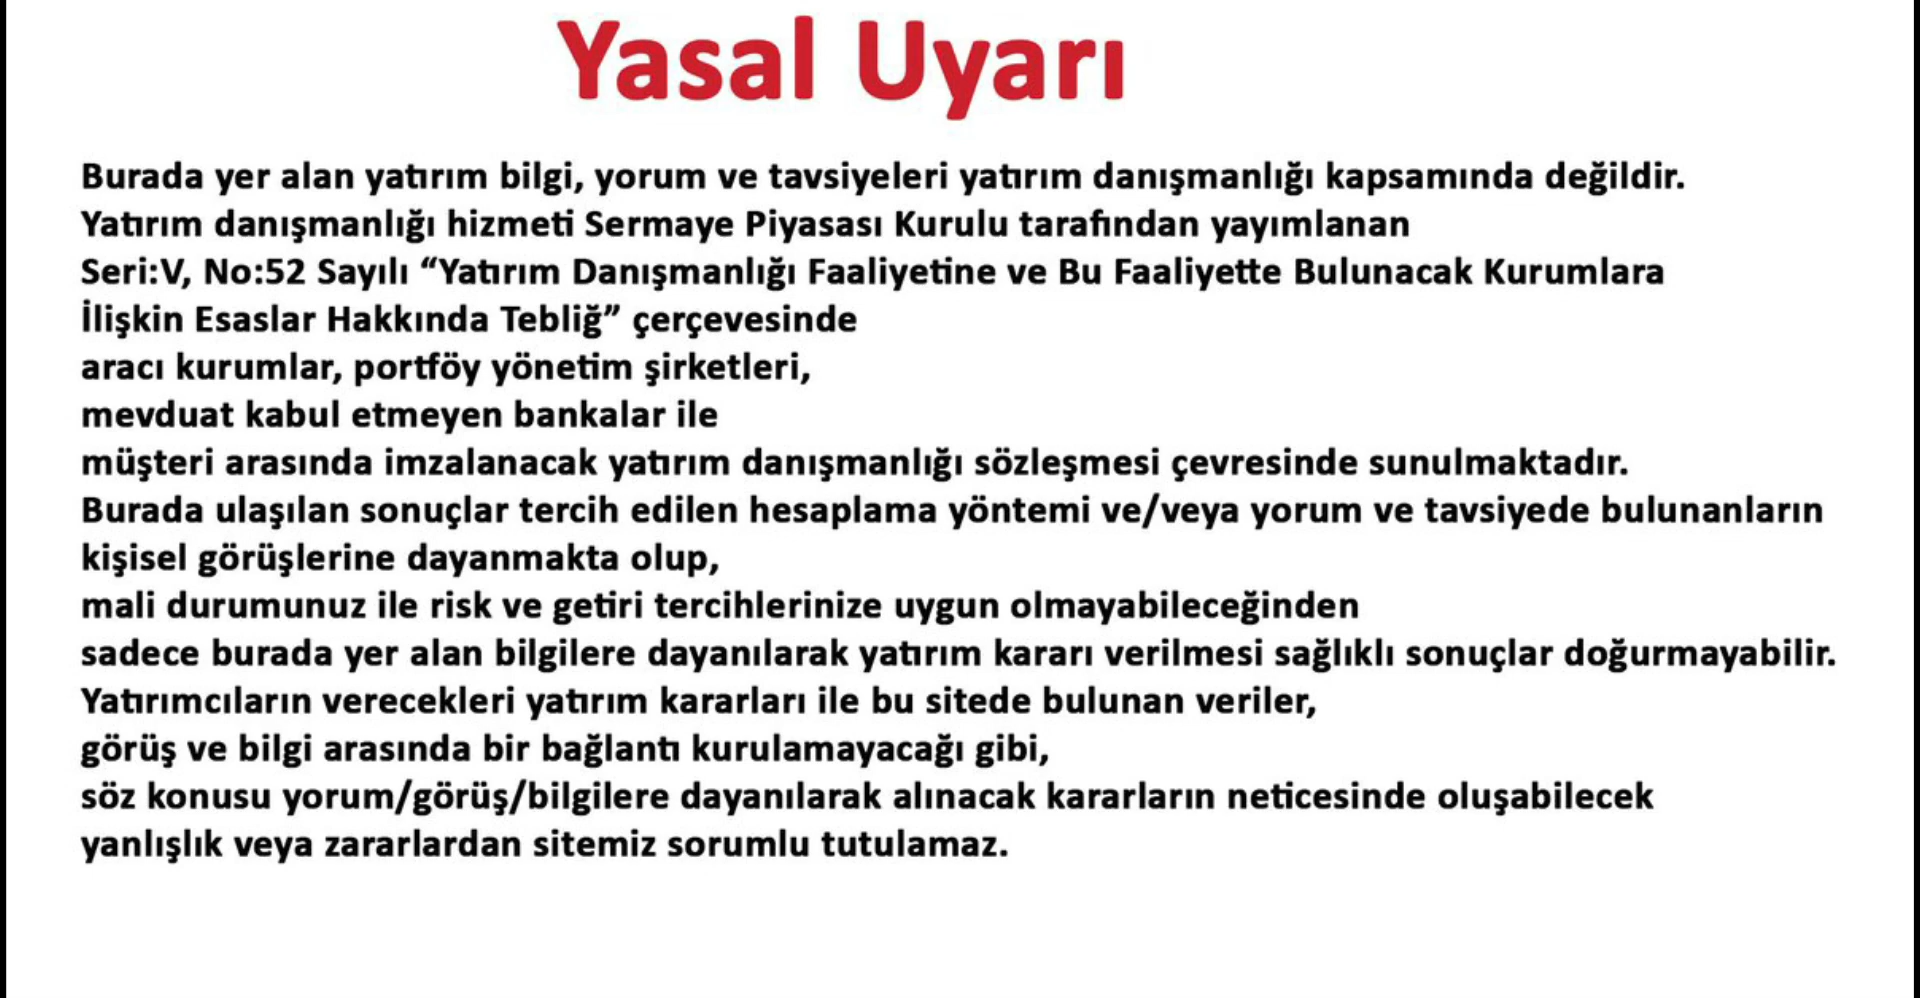 Yasal Uyarı
Burada yer alan yatırım bilgi, yorum ve tavsiyeleri yatırım danışmanlığı kapsamında değildir.
Yatırım danışmanlığı hizmeti Sermaye Piyasası Kurulu tarafından yayımlanan
Seri:V, No:52 Sayılı “Yatırım Danışmanlığı Faaliyetine ve Bu Faaliyette Bulunacak Kurumlara
İlişkin Esaslar Hakkında Tebliğ” çerçevesinde
aracı kurumlar, portföy yönetim şirketleri,
mevduat kabul etmeyen bankalar ile
müşteri arasında imzalanacak yatırım danışmanlığı sözleşmesi çevresinde sunulmaktadır.
Burada ulaşılan sonuçlar tercih edilen hesaplama yöntemi ve/veya yorum ve tavsiyede bulunanların
kişisel görüşlerine dayanmakta olup,
mali durumunuz ile risk ve getiri tercihlerinize uygun olmayabileceğinden
sadece burada yer alan bilgilere dayanılarak yatırım kararı verilmesi sağlıklı sonuçlar doğurmayabilir.
Yatırımcıların verecekleri yatırım kararları ile bu sitede bulunan veriler,
görüş ve bilgi arasında bir bağlantı kurulamayacağı gibi,
söz konusu yorum/görüş/bilgilere dayanılarak alınacak kararların neticesinde oluşabilecek
yanlışlık veya zararlardan sitemiz sorumlu tutulamaz.